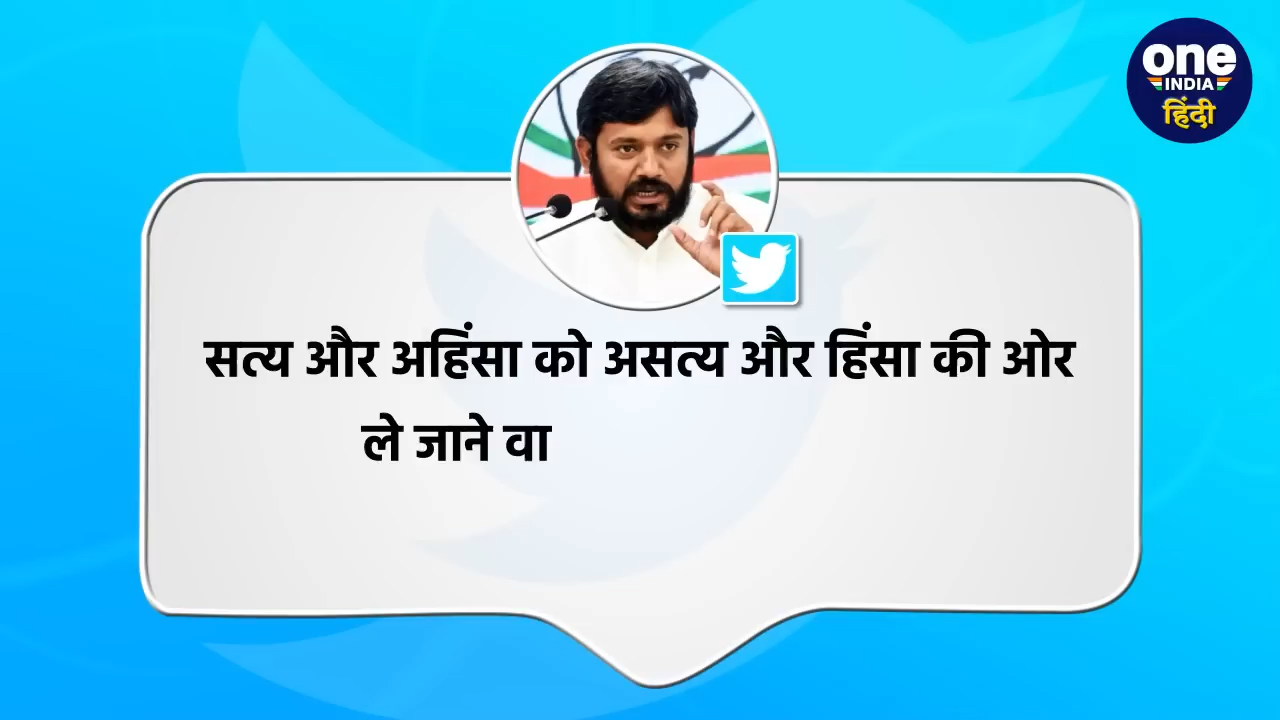 one
INDIA
हिंदी
सत्य और अहिंसा को असत्य और हिंसा की ओर
ले जाने वा